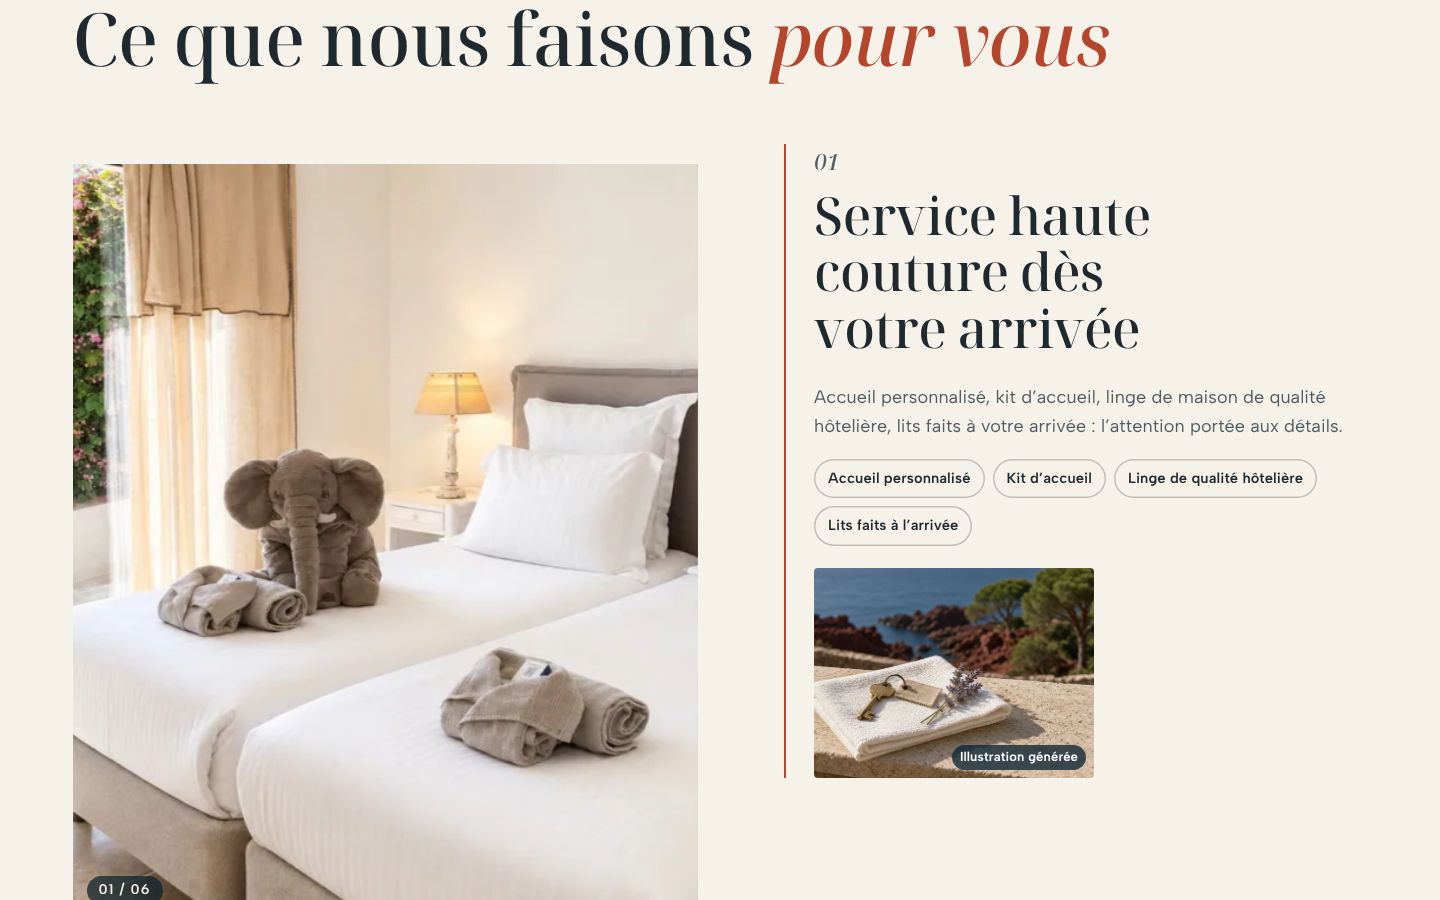 Ce que nous faisons pour vous
01
Service haute
couture dès
votre arrivée
Accueil personnalisé, kit d’accueil, linge de maison de qualité
hôtelière, lits faits à votre arrivée : l’attention portée aux détails.
Accueil personnalisé
Kit d’accueil
Linge de qualité hôtelière
Lits faits à l’arrivée
Illustration générée
01 / 06